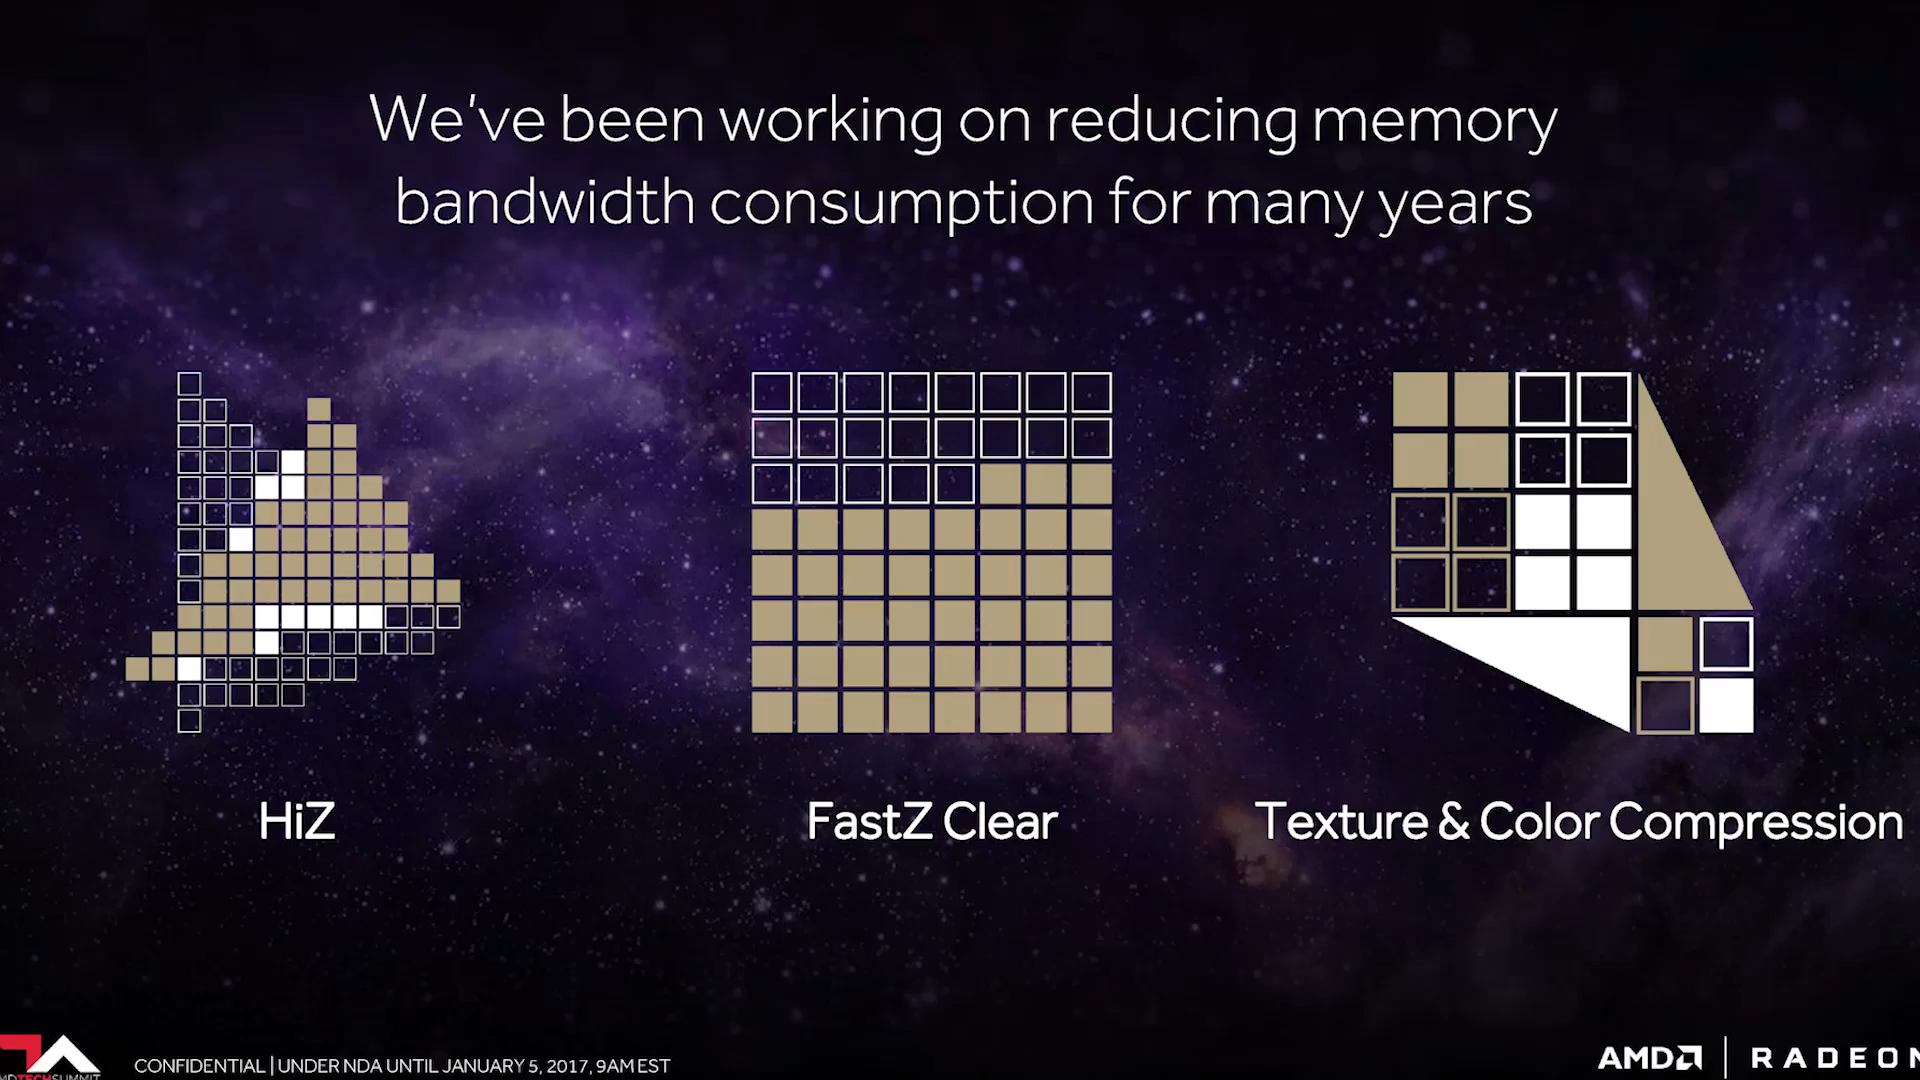 We've been working on reducing memory
bandwidth consumption for many years
HiZ
FastZ Clear
Texture & Color Compression
TECHSUMMIT
CONFIDENTIAL | UNDER NDA UNTIL JANUARY 5, 2017, 9AM EST
AMD
RADEON